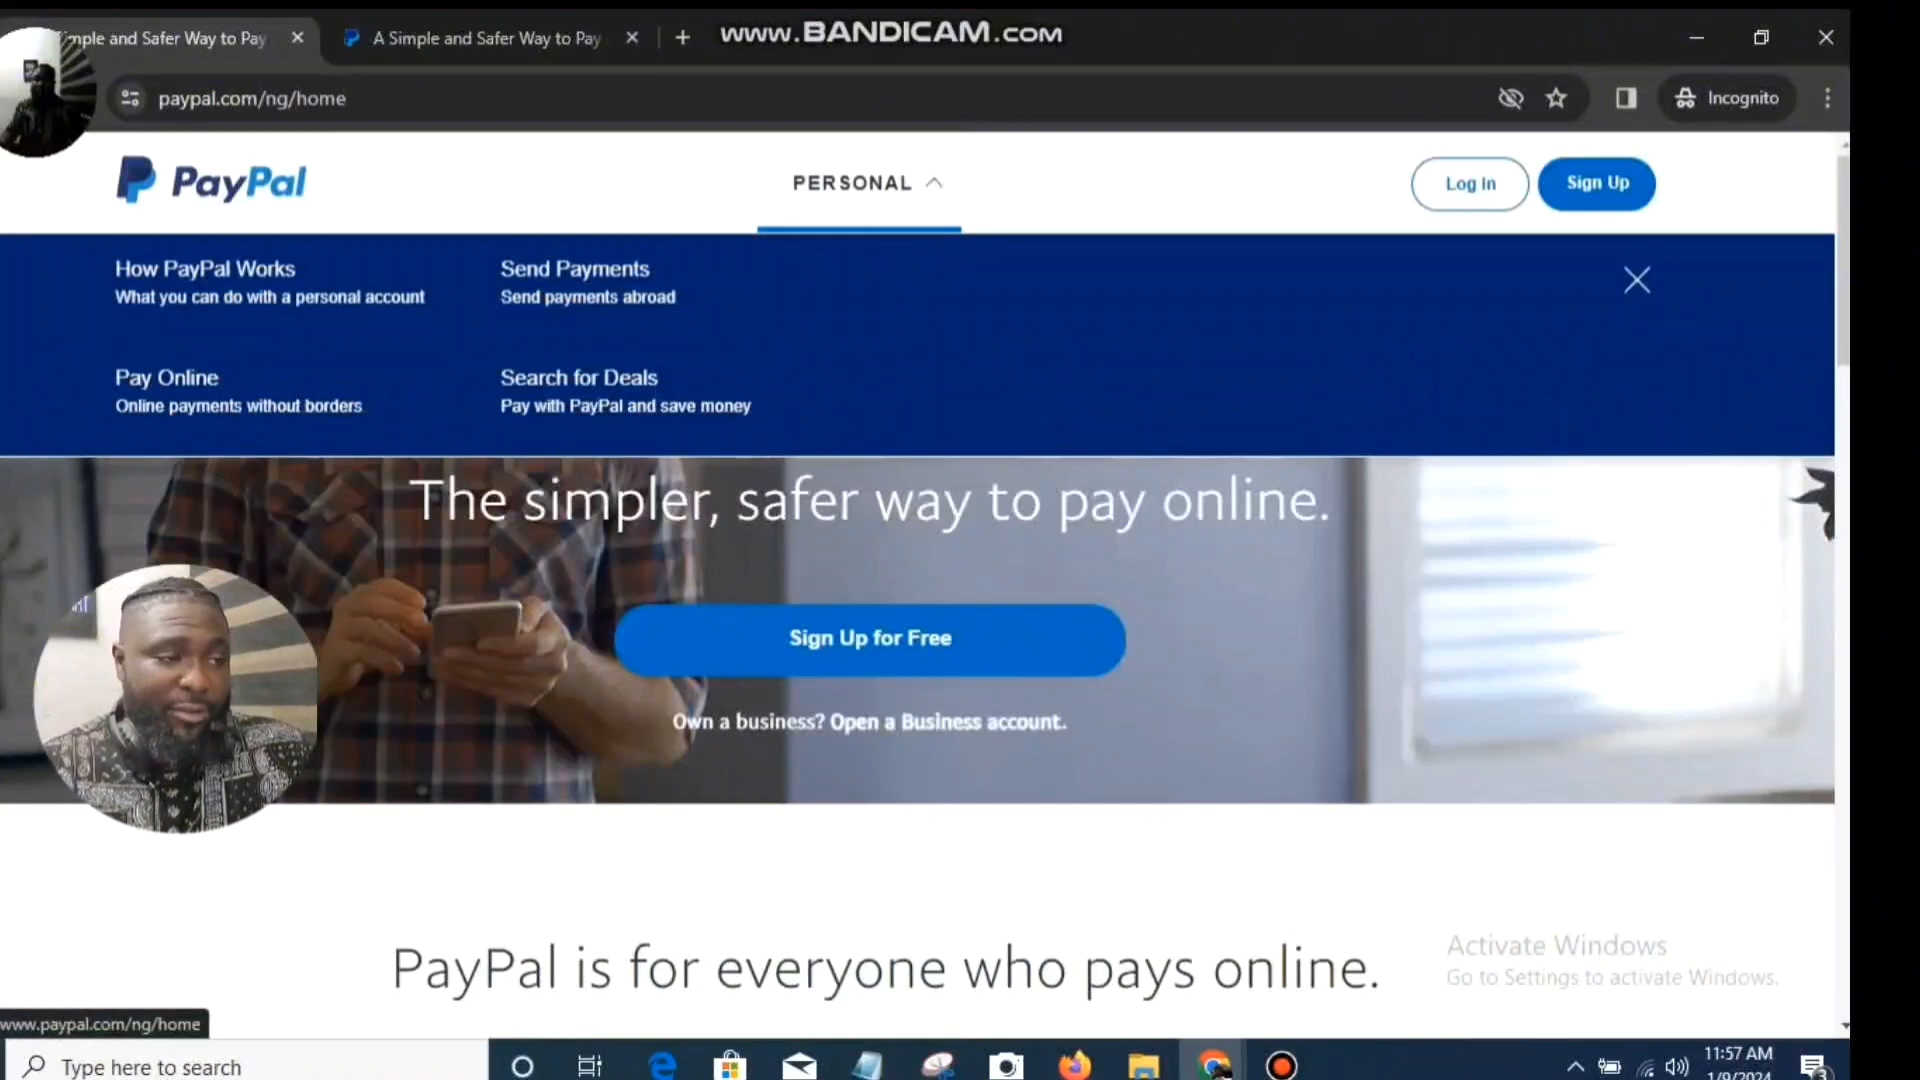 imple and Safer Way to Pay
A Simple and Safer Way to Pay
www.BANDICAM.com
paypal.com/ng/home
Incognito
PayPal
PERSONAL
Log In
Sign Up
How PayPal Works
What you can do with a personal account
Send Payments
Send payments abroad
Pay Online
Online payments without borders
Search for Deals
Pay with PayPal and save money
The simpler, safer way to pay online.
Sign Up for Free
Own a business? Open a Business account.
PayPal is for everyone who pays online.
Activate Windows
Go to Settings to activate Windows.
www.paypal.com/ng/home
Type here to search
11:57 AM
1/9/2024
3